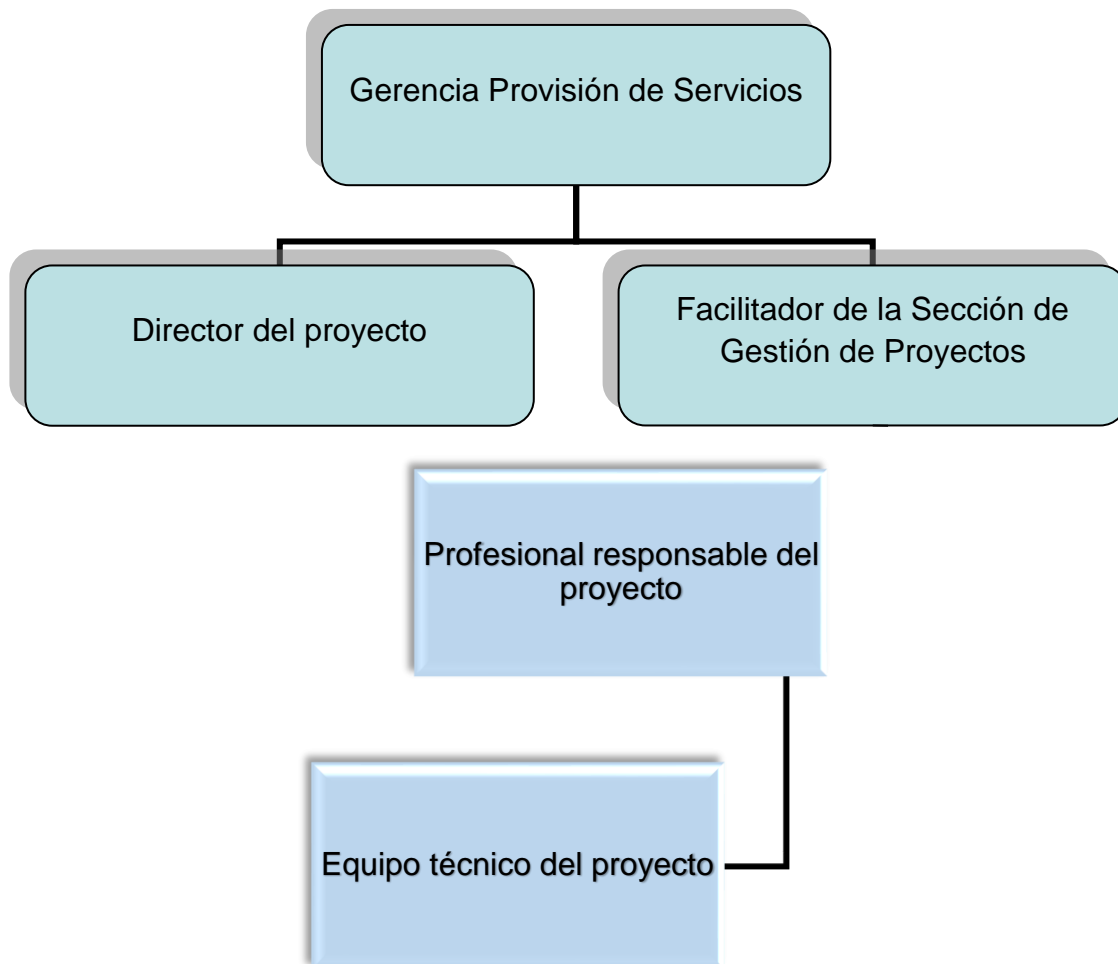 Gerencia Provisión de Servicios
Director del proyecto
Facilitador de la Sección de
Gestión de Proyectos
Profesional responsable del
proyecto
Equipo técnico del proyecto